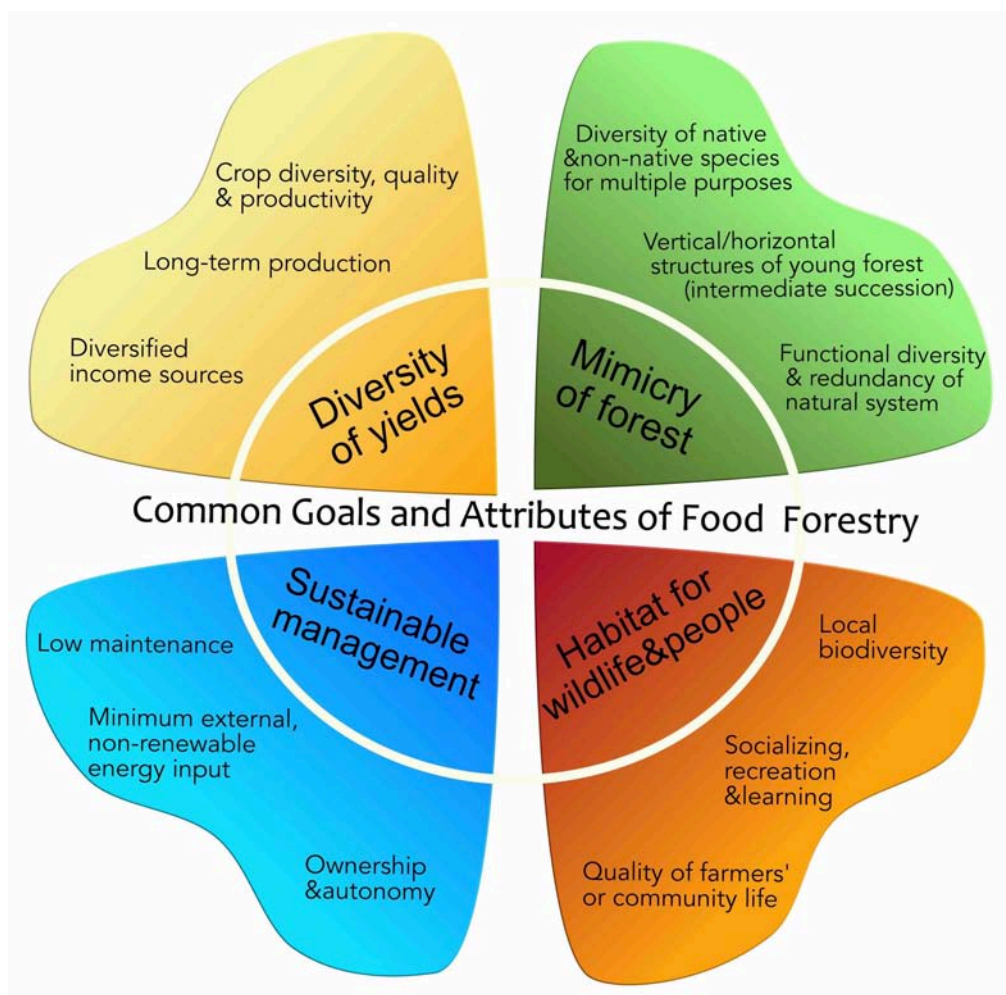 Crop diversity, quality
& productivity
Long-term production
Diversified
income sources
Diversity
of yields
Diversity of native
&non-native species
for multiple purposes
Vertical/horizontal
structures of young forest
(intermediate succession)
Functional diversity
& redundancy of
natural system
Mimicry
of forest
Common Goals and Attributes of Food Forestry
Sustainable
management
Low maintenance
Minimum external,
non-renewable
energy input
Ownership
&autonomy
Habitat for
wildlife&people
Local
biodiversity
Socializing,
recreation
&learning
Quality of farmers'
or community life